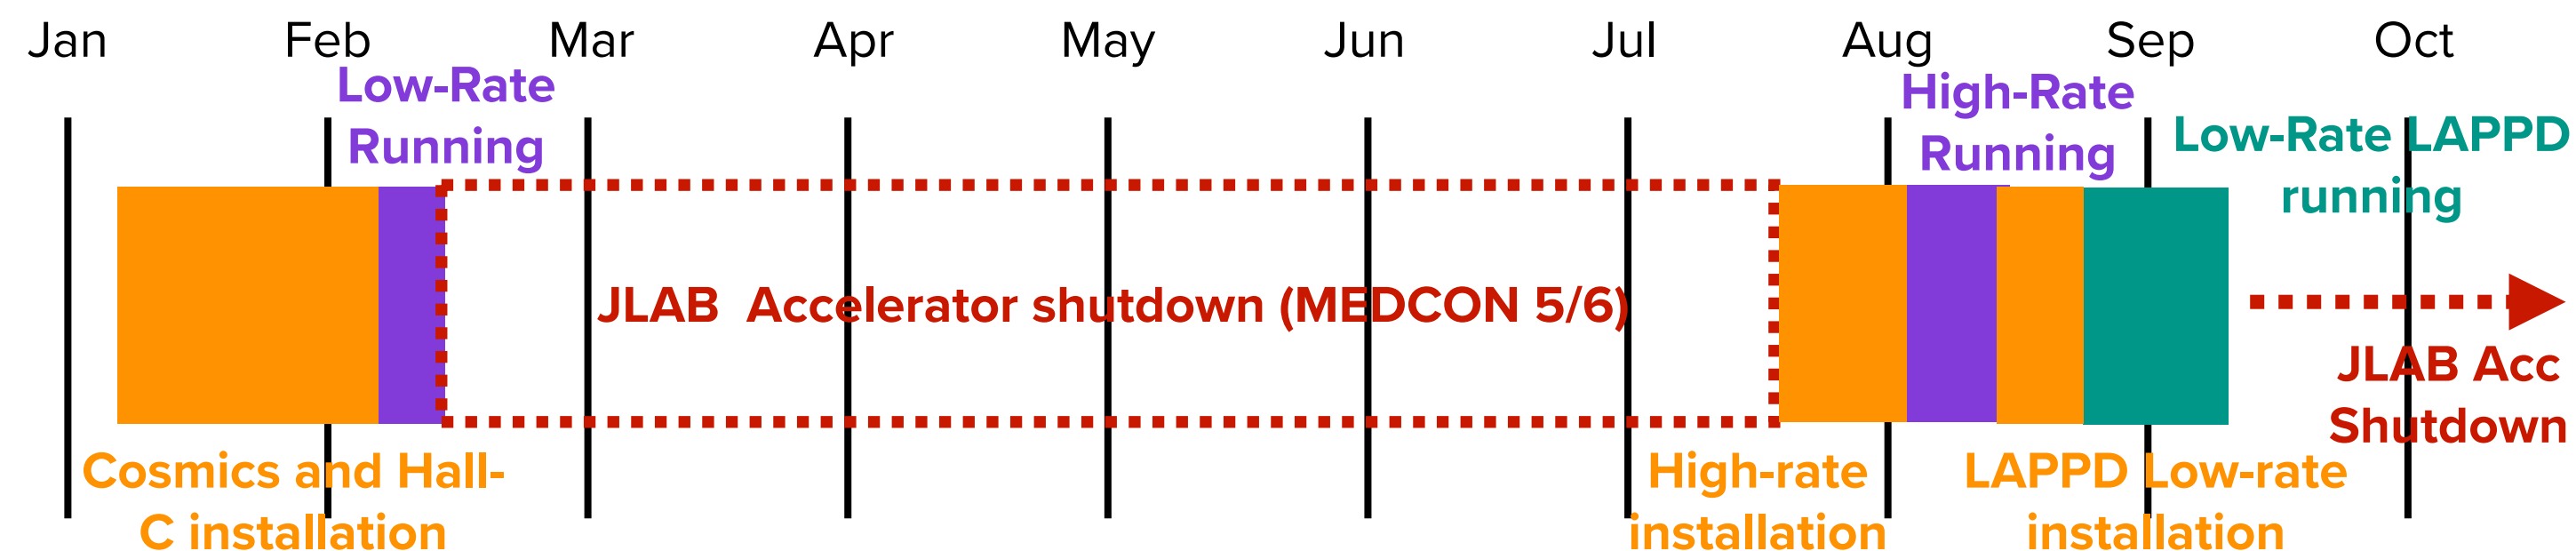 Jan Feb Mar Apr May Jun Jul Aug Sep Oct
Low-Rate
Running
High-Rate
Running
Low-Rate LAPPD
running
JLAB Accelerator shutdown (MEDCON 5/6)
JLAB Acc
Shutdown
Cosmics and Hall-
C installation
High-rate
installation
LAPPD Low-rate
installation